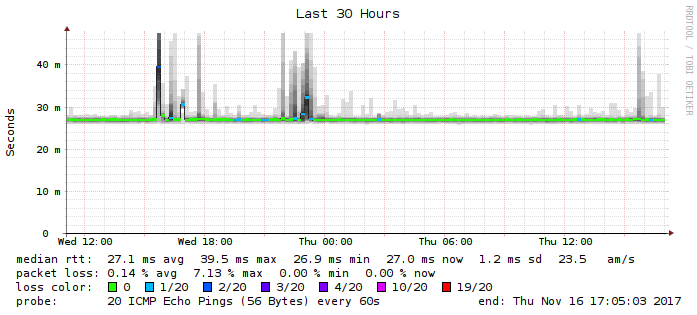 Last 30 Hours
RRDTOOL / TOBI OETIKER
Seconds
40 m
30 m
20 m
10 m
0
Wed 12:00 Wed 18:00 Thu 00:00 Thu 06:00 Thu 12:00
median rtt: 27.1 ms avg 39.5 ms max 26.9 ms min 27.0 ms now 1.2 ms sd 23.5 am/s
packet loss: 0.14 % avg 7.13 % max 0.00 % min 0.00 % now
loss color: 0 1/20 2/20 3/20 4/20 10/20 19/20
probe: 20 ICMP Echo Pings (56 Bytes) every 60s end: Thu Nov 16 17:05:03 2017